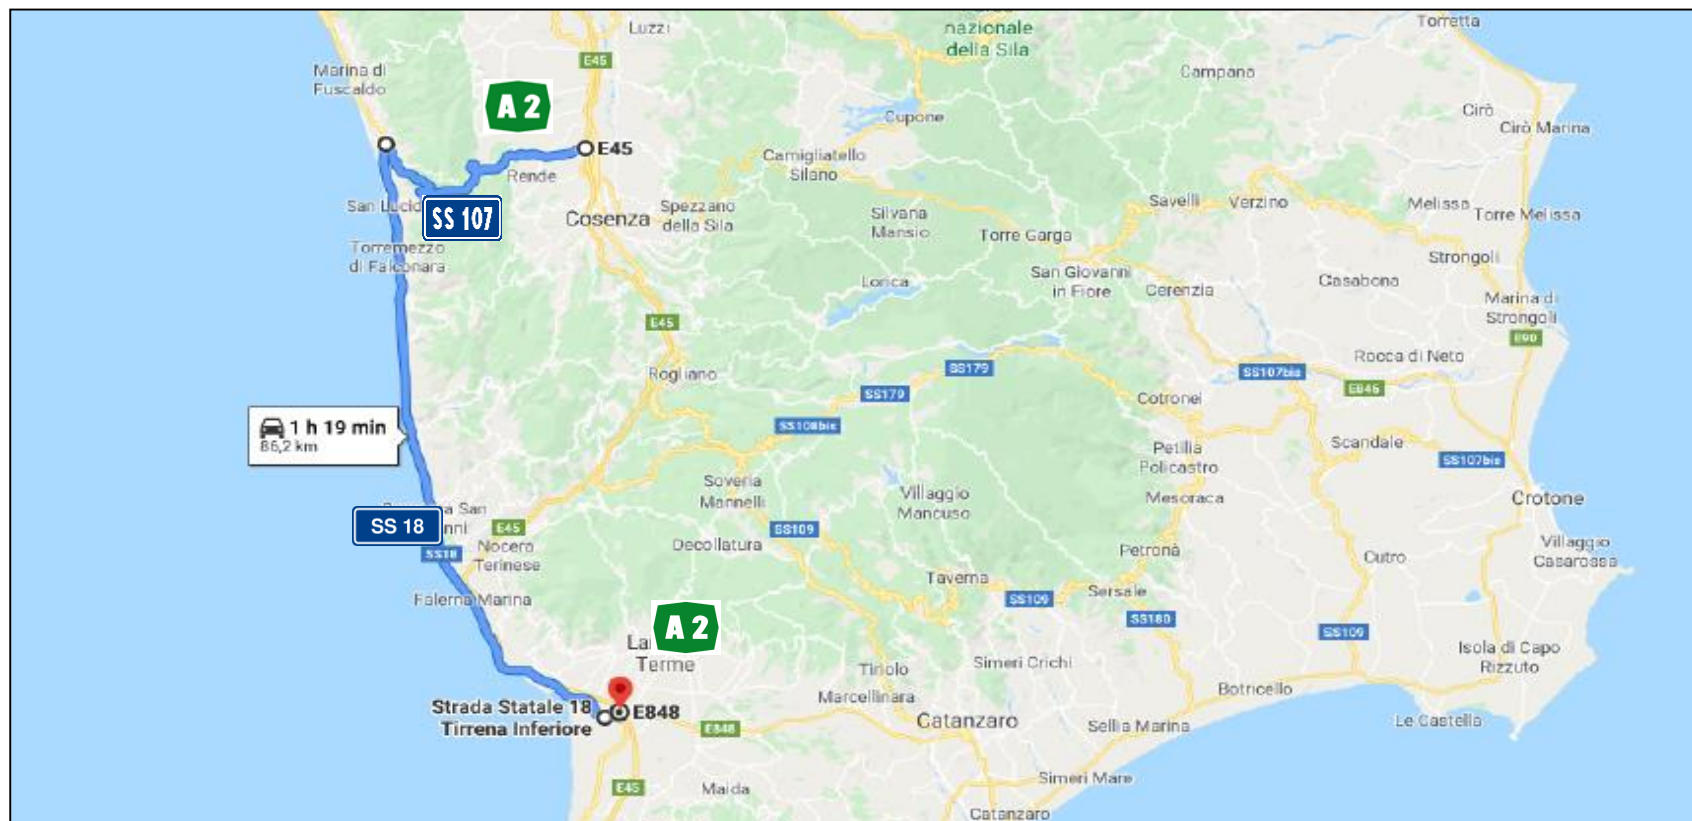 Torretta
nazionale
della Sila
Luzzi
E45
Campana
Marina di
Fuscaldo
A 2
Cirò
Cirò Marina
Cupone
E45
Camigliatello
Silano
Rende
San Lucid
SS 107
Cosenza
Spezzano
della Sila
Silvana
Mansio
Savelli
Verzino
Melissa
Torre Melissa
Torre Garga
Torremezzo
di Falconara
San Giovanni
in Fiore
Strongoli
Lorica
Cerenzia
Casabona
Marina di
Strongoli
E45
E90
Rocca di Neto
Rogliano
SS179
SS107bis
E846
SS179
Cotronei
1 h 19 min
86,2 km
SS108bis
Scandale
Petilia
Policastro
SS107bis
Soveria
Mannelli
Villaggio
Mancuso
Mesoraca
Crotone
a San
nni
SS 18
E45
SS109
SS18
Nocera
Terinese
Decollatura
Petronà
Cutro
Villaggio
Casarossa
Taverna
Falerna Marina
SS109
Sersale
SS180
SS109
A 2
La
Terme
Tiriolo
Simeri Crichi
Isola di Capo
Rizzuto
Marcellinara
Botricello
Strada Statale 18
Tirrena Inferiore
E848
E848
Catanzaro
Sellia Marina
Le Castella
E45
Maida
Simeri Mare
Catanzaro